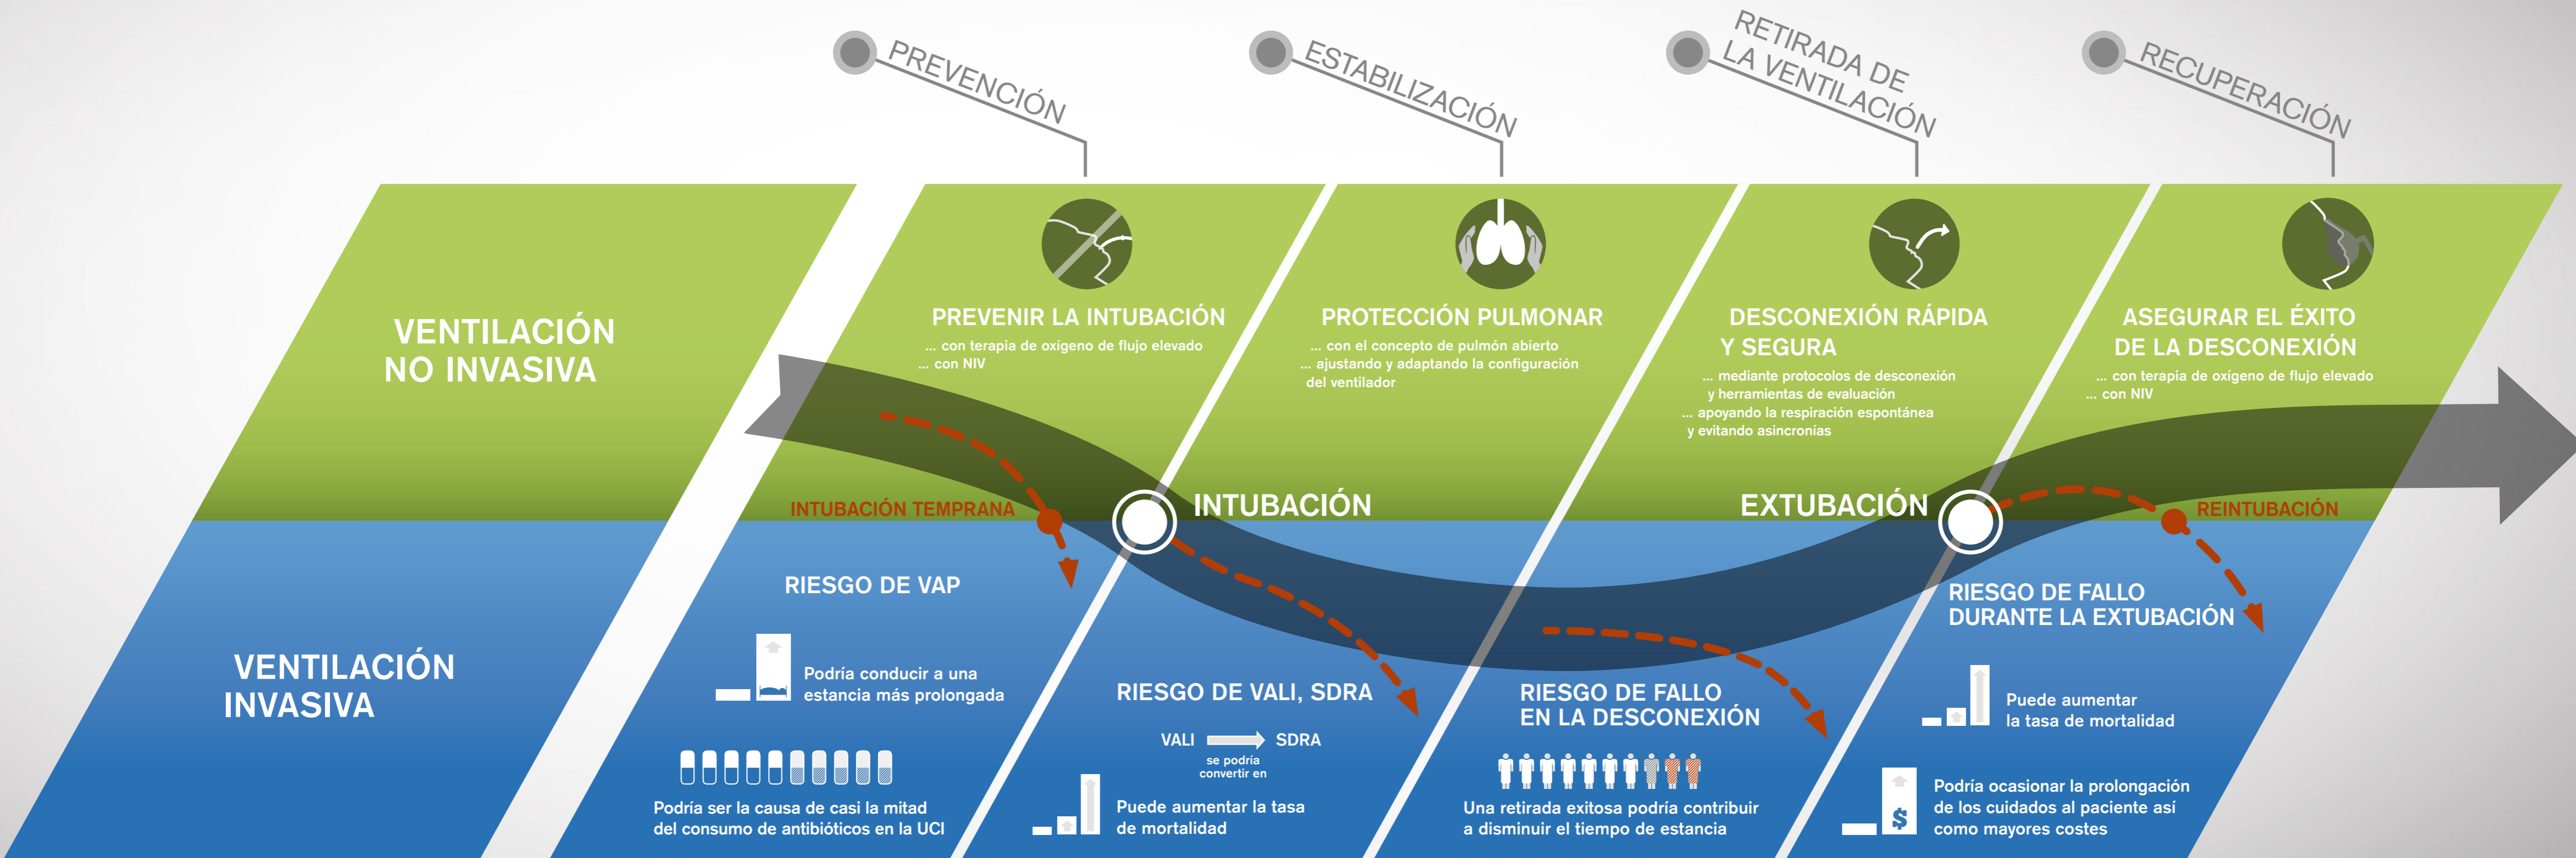 PREVENCIÓN
ESTABILIZACIÓN
RETIRADA DE
LA VENTILACIÓN
RECUPERACIÓN
VENTILACIÓN
NO INVASIVA
PREVENIR LA INTUBACIÓN
... con terapia de oxígeno de flujo elevado
... con NIV
PROTECCIÓN PULMONAR
... con el concepto de pulmón abierto
... ajustando y adaptando la configuración
del ventilador
DESCONEXIÓN RÁPIDA
Y SEGURA
... mediante protocolos de desconexión
y herramientas de evaluación
... apoyando la respiración espontánea
y evitando asincronías
ASEGURAR EL ÉXITO
DE LA DESCONEXIÓN
... con terapia de oxígeno de flujo elevado
... con NIV
INTUBACIÓN TEMPRANA
INTUBACIÓN
EXTUBACIÓN
REINTUBACIÓN
VENTILACIÓN
INVASIVA
RIESGO DE VAP
Podría conducir a una
estancia más prolongada
Podría ser la causa de casi la mitad
del consumo de antibióticos en la UCI
RIESGO DE VALI, SDRA
VALI SDRA
se podría
convertir en
Puede aumentar la tasa
de mortalidad
RIESGO DE FALLO
EN LA DESCONEXIÓN
Una retirada exitosa podría contribuir
a disminuir el tiempo de estancia
RIESGO DE FALLO
DURANTE LA EXTUBACIÓN
Puede aumentar
la tasa de mortalidad
$
Podría ocasionar la prolongación
de los cuidados al paciente así
como mayores costes